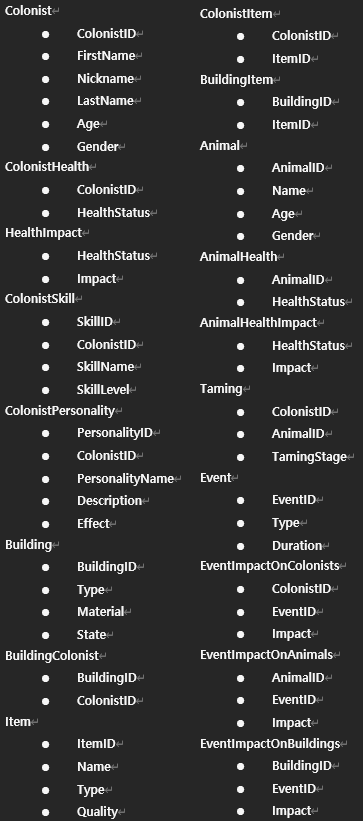 Colonist
● ColonistID
● FirstName
● Nickname
● LastName
● Age
● Gender
ColonistHealth
● ColonistID
● HealthStatus
HealthImpact
● HealthStatus
● Impact
ColonistSkill
● SkillID
● ColonistID
● SkillName
● SkillLevel
ColonistPersonality
● PersonalityID
● ColonistID
● PersonalityName
● Description
● Effect
Building
● BuildingID
● Type
● Material
● State
BuildingColonist
● BuildingID
● ColonistID
Item
● ItemID
● Name
● Type
● Quality
ColonistItem
● ColonistID
● ItemID
BuildingItem
● BuildingID
● ItemID
Animal
● AnimalID
● Name
● Age
● Gender
AnimalHealth
● AnimalID
● HealthStatus
AnimalHealthImpact
● HealthStatus
● Impact
Taming
● ColonistID
● AnimalID
● TamingStage
Event
● EventID
● Type
● Duration
EventImpactOnColonists
● ColonistID
● EventID
● Impact
EventImpactOnAnimals
● AnimalID
● EventID
● Impact
EventImpactOnBuildings
● BuildingID
● EventID
● Impact